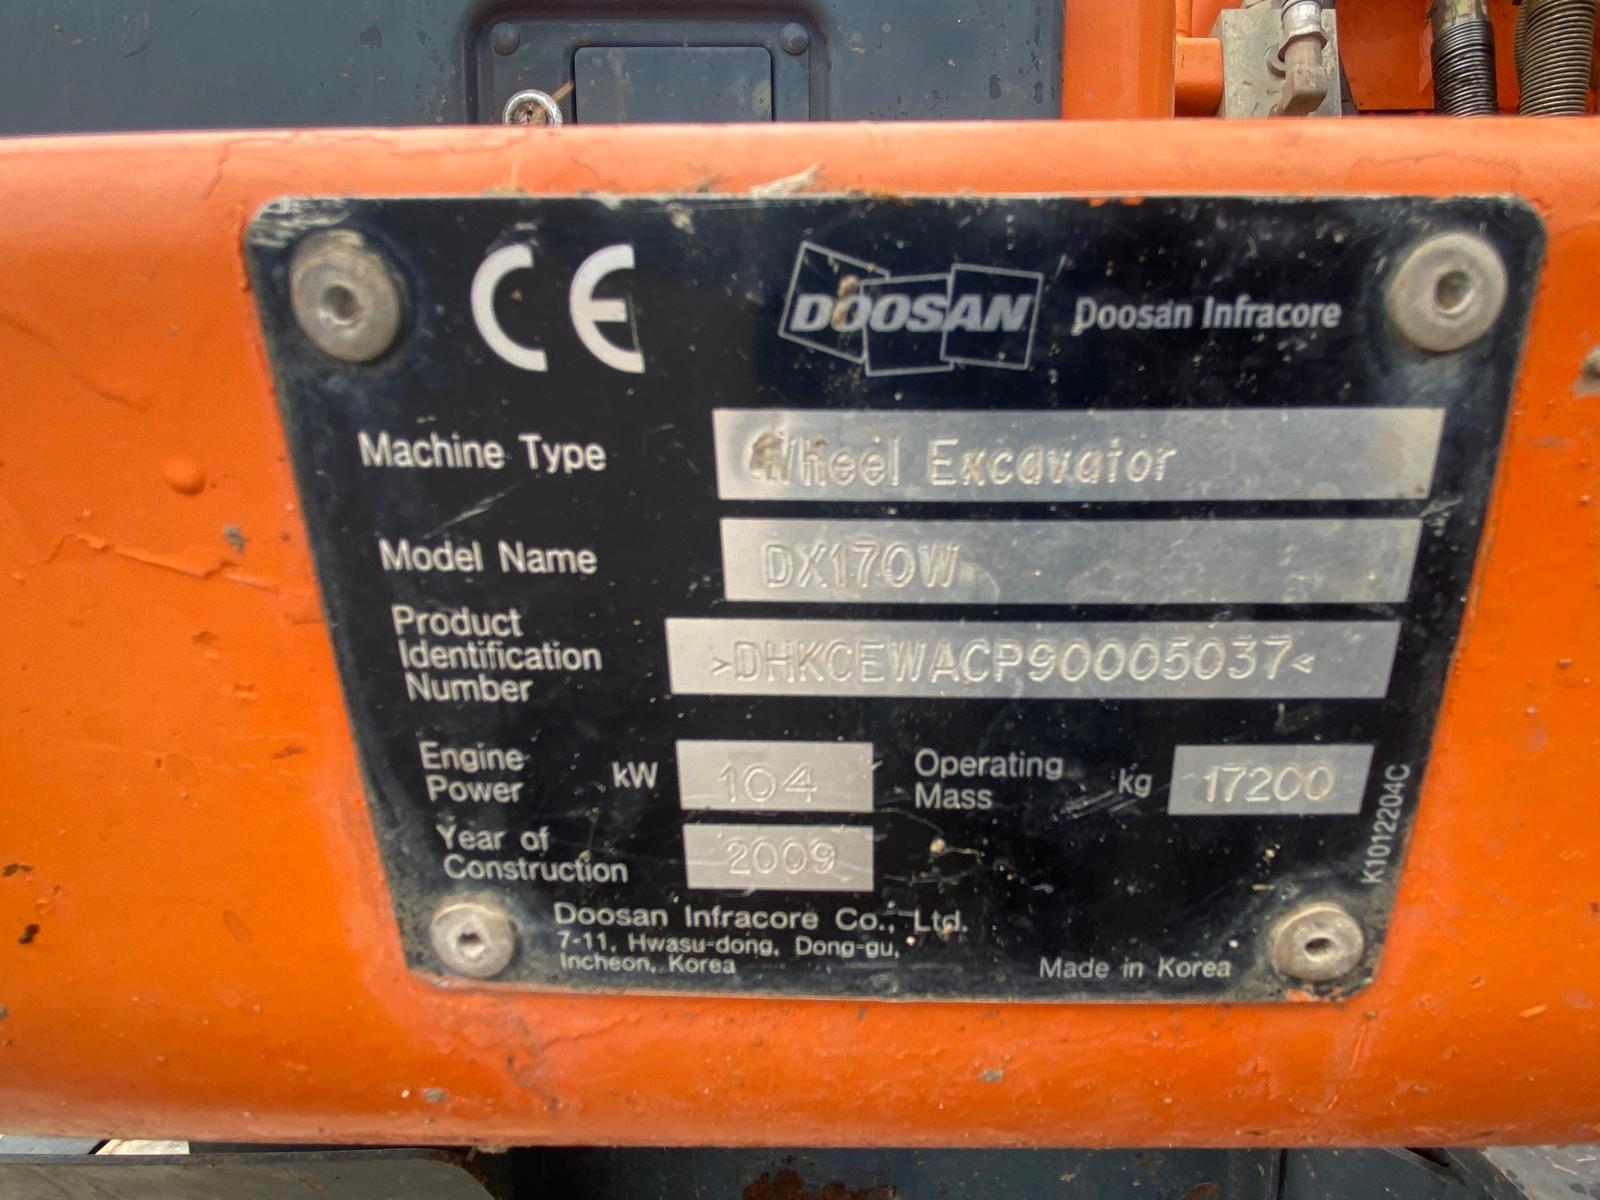 CE
DOOSAN Doosan Infracore
Machine Type Wheel Excavator
Model Name DX170W
Product
Identification
Number >DHKCEWACP90005037<
Engine
Power kW 104
Operating
Mass kg 17200
Year of
Construction 2009
K1012204C
Doosan Infracore Co., Ltd.
7-11, Hwasu-dong, Dong-gu,
Incheon, Korea
Made in Korea